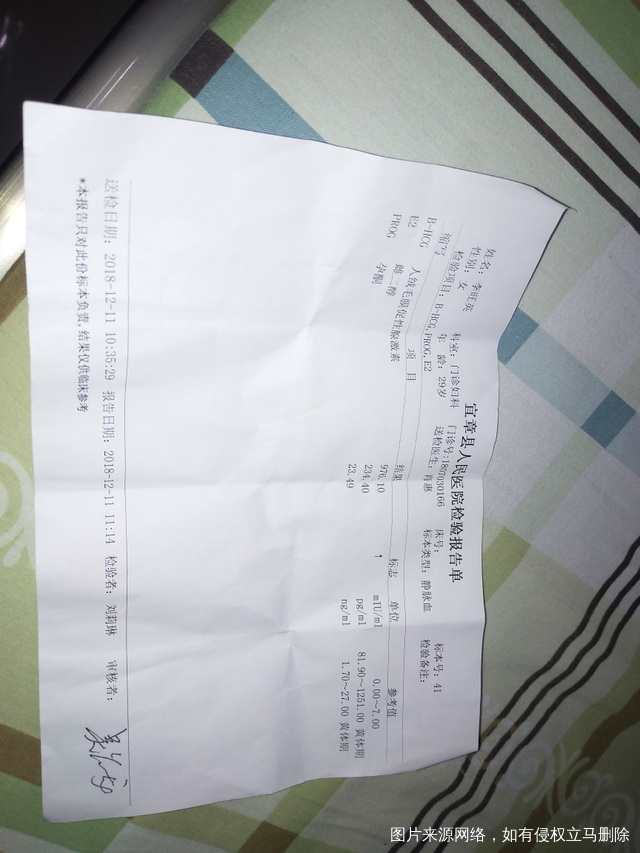 宜章县人民医院检验报告单
姓名: 李旺英 科室: 门诊妇科 门诊号:1807030166 床号: 标本号: 41
性别: 女 年 龄: 29岁 送检医生: 肖惠 标本类型: 静脉血 检验备注:
检验项目: B-HCG,PROG,E2
缩写 项 目 结果 标志 单位 参考值
B-HCG 人绒毛膜促性腺激素 976.10 ↑ mIU/ml 0.00~7.00
E2 雌二醇 234.40 pg/ml 81.90~1251.00 黄体期
PROG 孕酮 23.49 ng/ml 1.70~27.00 黄体期
送检日期: 2018-12-11 10:35:29 报告日期: 2018-12-11 11:14 检验者: 刘莉琳 审核者:
*本报告只对此份标本负责,结果仅供临床参考
图片来源网络，如有侵权立马删除